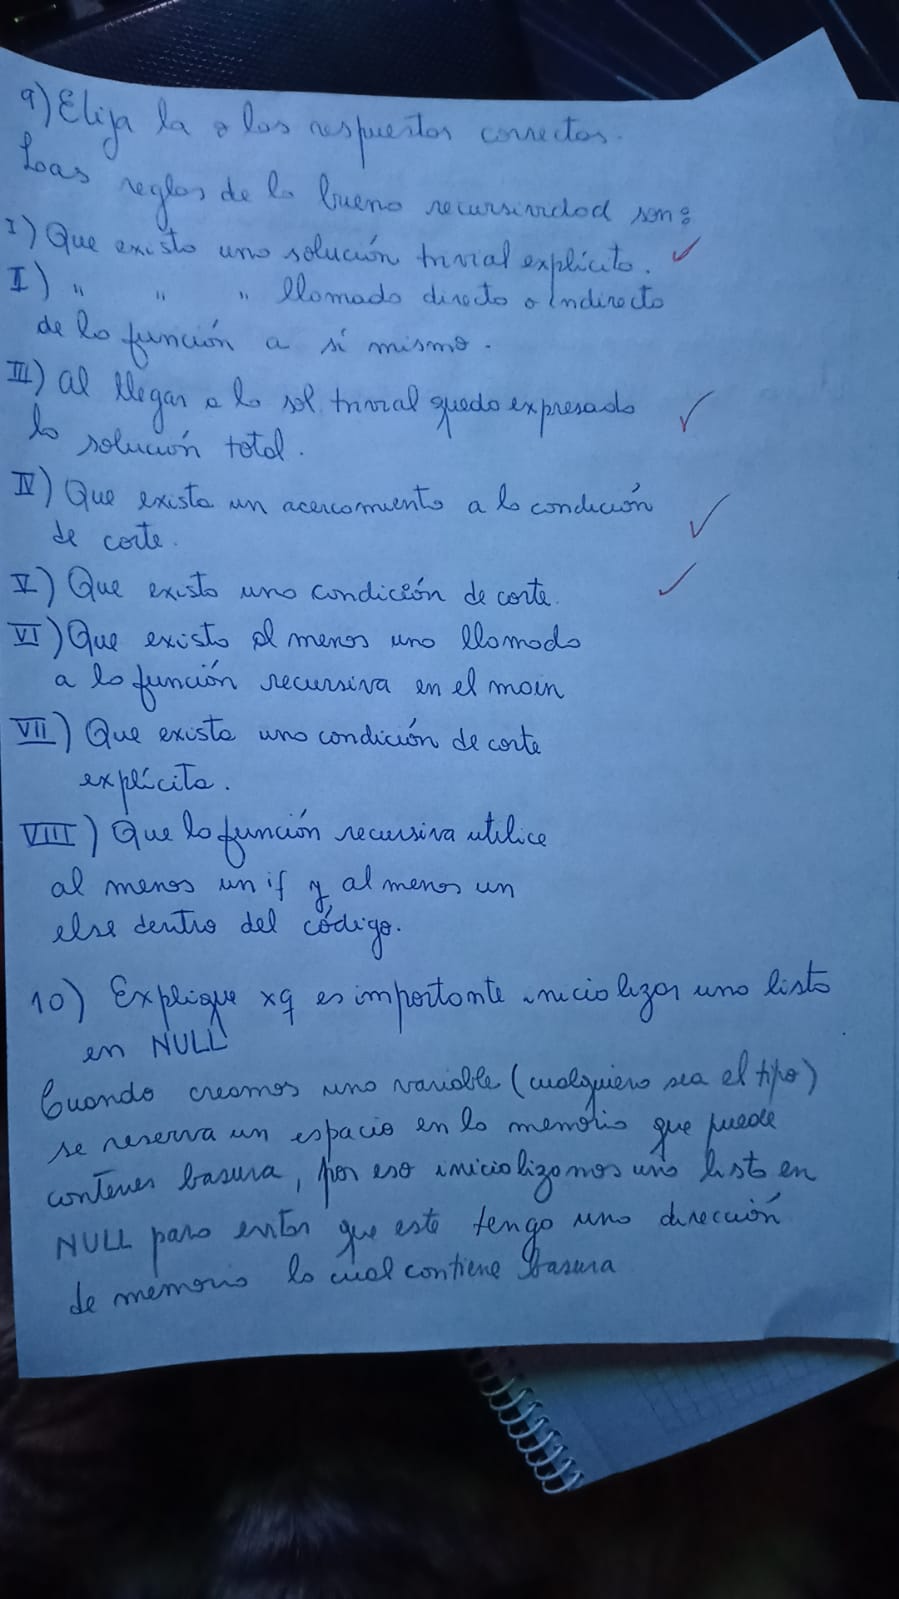 9) Elija la o las respuestas correctas.
Loas reglas de la buena recursividad son:
I) Que exista una solución trivial explícita. ✓
II) " " " llamada directa o indirecta
de la función a sí misma.
III) al llegar a la sol. trivial queda expresada ✓
la solución total.
IV) Que exista un acercamiento a la condición ✓
de corte.
V) Que exista una condición de corte. ✓
VI) Que exista al menos una llamada
a la función recursiva en el main
VII) Que exista una condición de corte
explícita.
VIII) Que la función recursiva utilice
al menos un if y al menos un
else dentro del código.
10) Explique xq es importante inicializar una lista
en NULL
Cuando creamos una variable (cualquiera sea el tipo)
se reserva un espacio en la memoria que puede
contener basura, por eso inicializamos una lista en
NULL para evitar que esta tenga una dirección
de memoria la cual contiene basura